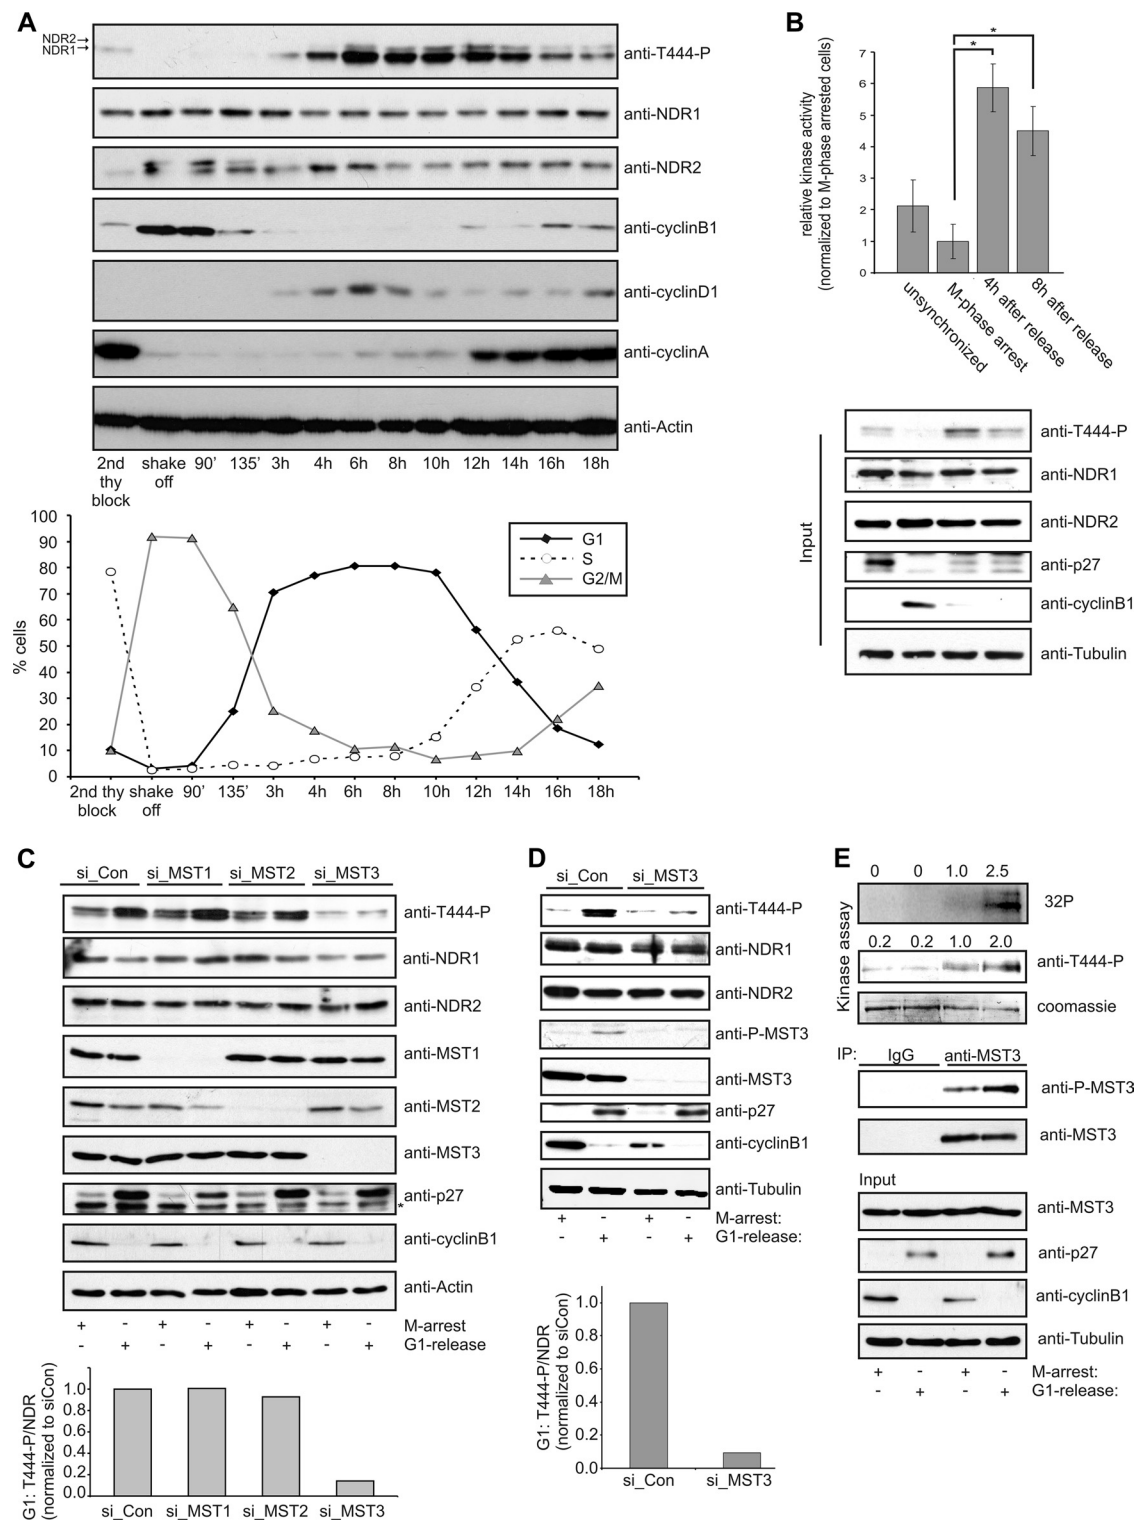 A
NDR2→
NDR1→
anti-T444-P
anti-NDR1
anti-NDR2
anti-cyclinB1
anti-cyclinD1
anti-cyclinA
anti-Actin
2nd thy block shake off 90’ 135’ 3h 4h 6h 8h 10h 12h 14h 16h 18h
% cells
100
90
80
70
60
50
40
30
20
10
0
G1
S
G2/M
2nd thy block shake off 90’ 135’ 3h 4h 6h 8h 10h 12h 14h 16h 18h
B
relative kinase activity
(normalized to M-phase arrested cells)
7
6
5
4
3
2
1
0
*
*
unsynchronized
M-phase arrest
4h after release
8h after release
Input
anti-T444-P
anti-NDR1
anti-NDR2
anti-p27
anti-cyclinB1
anti-Tubulin
C
si_Con si_MST1 si_MST2 si_MST3
anti-T444-P
anti-NDR1
anti-NDR2
anti-MST1
anti-MST2
anti-MST3
anti-p27
*
anti-cyclinB1
anti-Actin
+ - + - + - + - M-arrest
- + - + - + - + G1-release
G1: T444-P/NDR
(normalized to siCon)
1.0
0.8
0.6
0.4
0.2
0.0
si_Con si_MST1 si_MST2 si_MST3
D
si_Con si_MST3
anti-T444-P
anti-NDR1
anti-NDR2
anti-P-MST3
anti-MST3
anti-p27
anti-cyclinB1
anti-Tubulin
+ - + - M-arrest:
- + - + G1-release:
G1: T444-P/NDR
(normalized to siCon)
1.0
0.8
0.6
0.4
0.2
0
si_Con si_MST3
E
Kinase assay
0 0 1.0 2.5
32P
0.2 0.2 1.0 2.0
anti-T444-P
coomassie
IP: IgG anti-MST3
anti-P-MST3
anti-MST3
Input
anti-MST3
anti-p27
anti-cyclinB1
anti-Tubulin
+ - + - M-arrest:
- + - + G1-release: